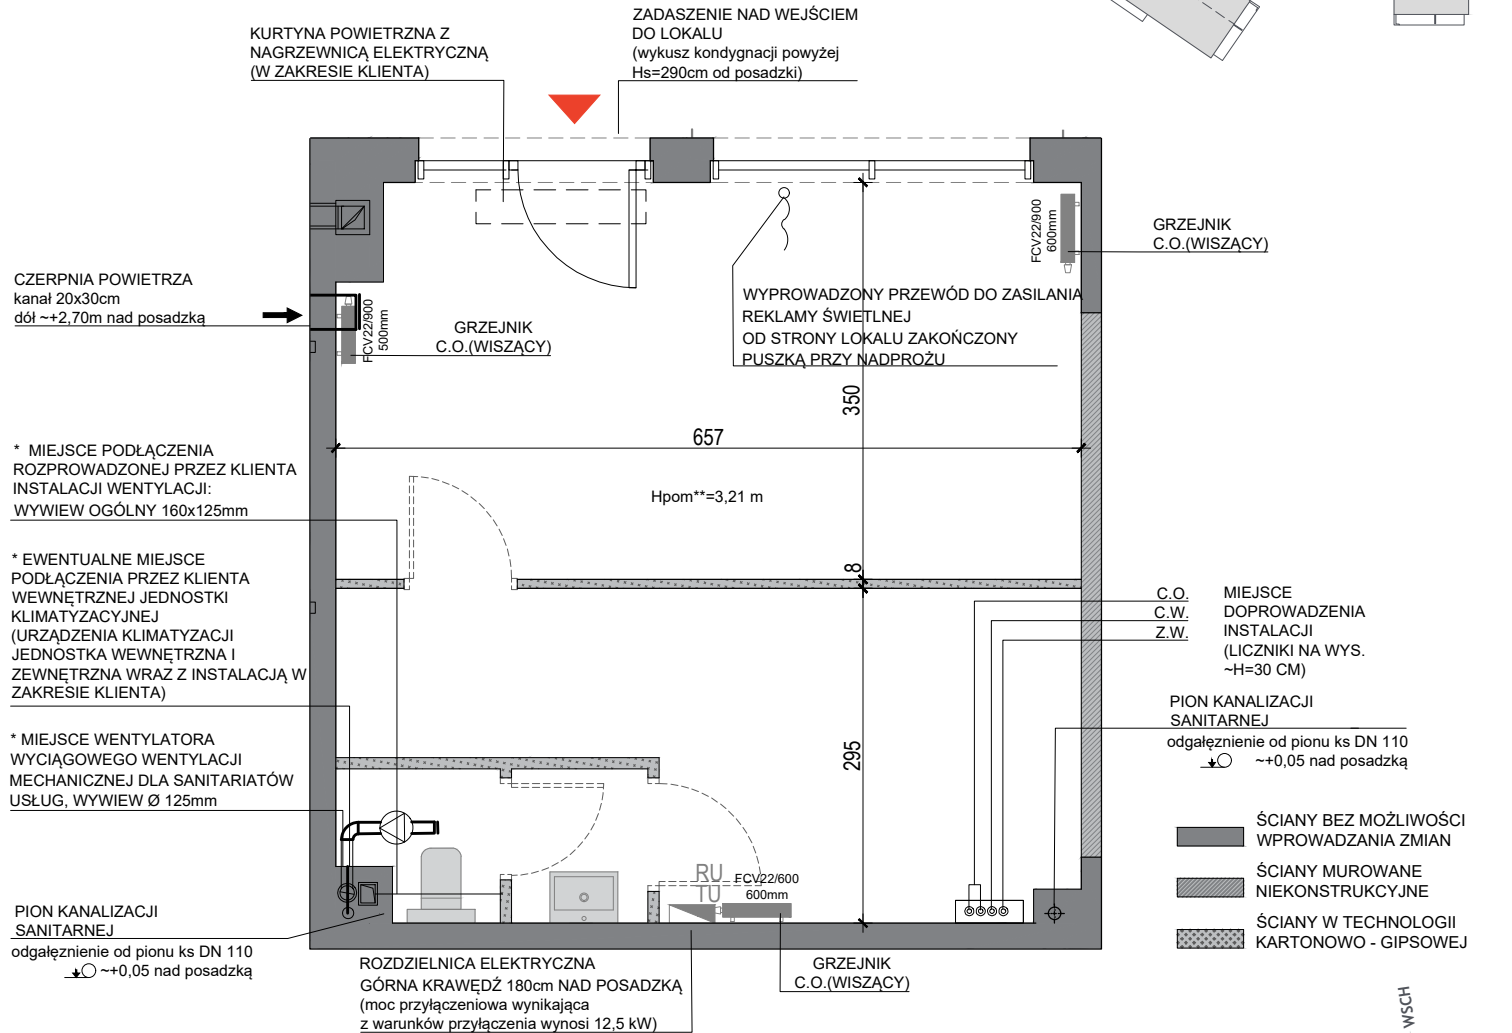 KURTYNA POWIETRZNA Z
NAGRZEWNICĄ ELEKTRYCZNĄ
(W ZAKRESIE KLIENTA)
ZADASZENIE NAD WEJŚCIEM
DO LOKALU
(wykusz kondygnacji powyżej
Hs=290cm od posadzki)
CZERPNIA POWIETRZA
kanał 20x30cm
dół ~+2,70m nad posadzką
FCV22/900
500mm
GRZEJNIK
C.O.(WISZĄCY)
WYPROWADZONY PRZEWÓD DO ZASILANIA
REKLAMY ŚWIETLNEJ
OD STRONY LOKALU ZAKOŃCZONY
PUSZKĄ PRZY NADPROŻU
FCV22/900
600mm
GRZEJNIK
C.O.(WISZĄCY)
350
657
Hpom**=3,21 m
8
295
* MIEJSCE PODŁĄCZENIA
ROZPROWADZONEJ PRZEZ KLIENTA
INSTALACJI WENTYLACJI:
WYWIEW OGÓLNY 160x125mm
* EWENTUALNE MIEJSCE
PODŁĄCZENIA PRZEZ KLIENTA
WEWNĘTRZNEJ JEDNOSTKI
KLIMATYZACYJNEJ
(URZĄDZENIA KLIMATYZACJI
JEDNOSTKA WEWNĘTRZNA I
ZEWNĘTRZNA WRAZ Z INSTALACJĄ W
ZAKRESIE KLIENTA)
* MIEJSCE WENTYLATORA
WYCIĄGOWEGO WENTYLACJI
MECHANICZNEJ DLA SANITARIATÓW
USŁUG, WYWIEW Ø 125mm
PION KANALIZACJI
SANITARNEJ
odgałęznienie od pionu ks DN 110
~+0,05 nad posadzką
C.O.
C.W.
Z.W.
MIEJSCE
DOPROWADZENIA
INSTALACJI
(LICZNIKI NA WYS.
~H=30 CM)
PION KANALIZACJI
SANITARNEJ
odgałęznienie od pionu ks DN 110
~+0,05 nad posadzką
RU
TU
FCV22/600
600mm
ROZDZIELNICA ELEKTRYCZNA
GÓRNA KRAWĘDŹ 180cm NAD POSADZKĄ
(moc przyłączeniowa wynikająca
z warunków przyłączenia wynosi 12,5 kW)
GRZEJNIK
C.O.(WISZĄCY)
ŚCIANY BEZ MOŻLIWOŚCI
WPROWADZANIA ZMIAN
ŚCIANY MUROWANE
NIEKONSTRUKCYJNE
ŚCIANY W TECHNOLOGII
KARTONOWO - GIPSOWEJ
WSCH